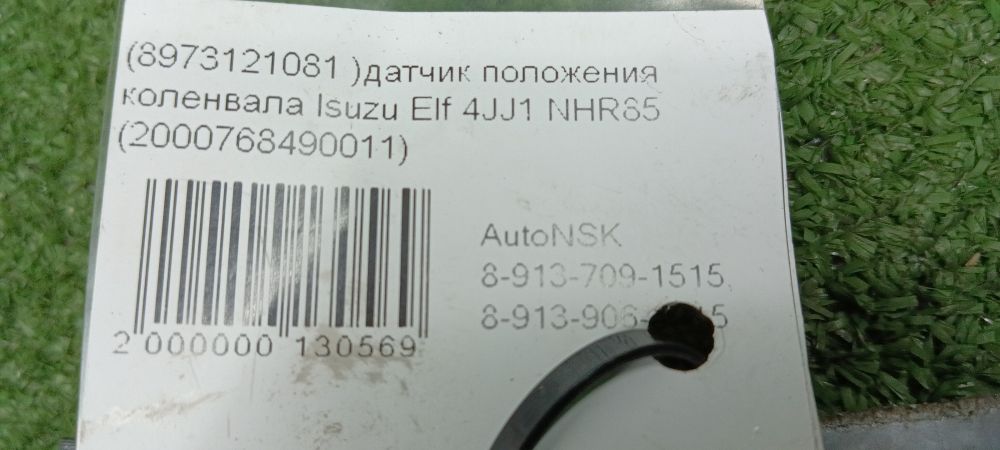 (8973121081 )датчик положения
коленвала Isuzu Elf 4JJ1 NHR85
(2000768490011)
AutoNSK
8-913-709-1515
2 000000 130569